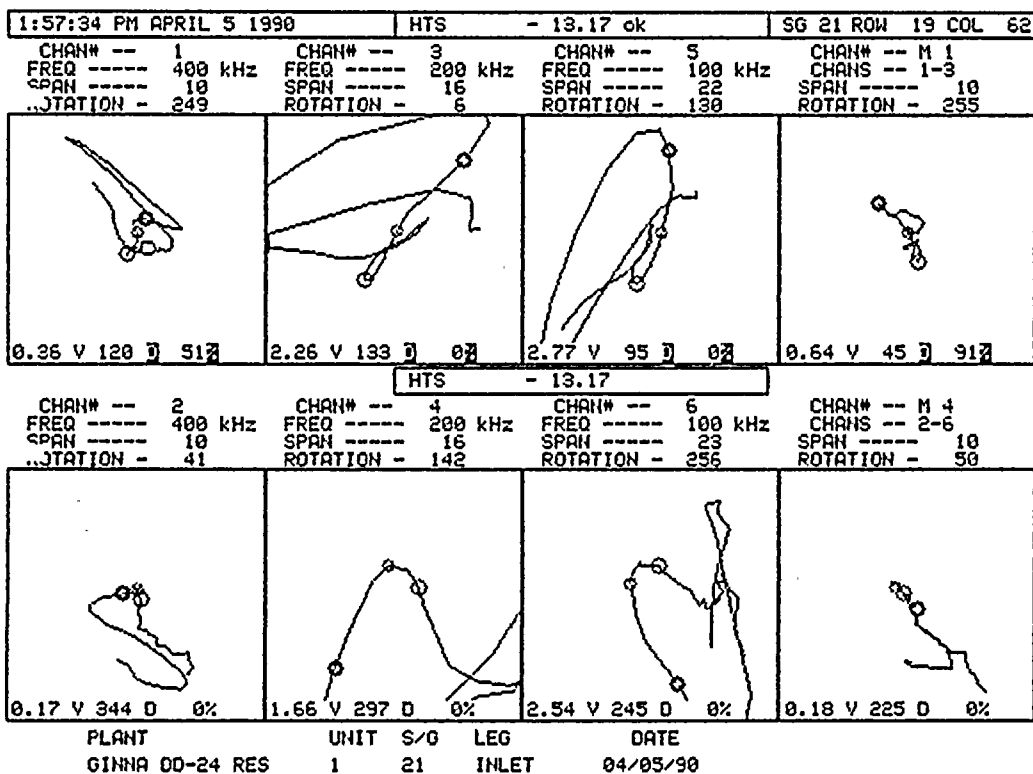 1:57:34 PM APRIL 5 1990 HTS - 13.17 ok SG 21 ROW 19 COL 62
CHAN# -- 1 CHAN# -- 3 CHAN# -- 5 CHAN# -- M 1
FREQ ----- 400 kHz FREQ ----- 200 kHz FREQ ----- 100 kHz CHANS -- 1-3
SPAN ----- 10 SPAN ----- 16 SPAN ----- 22 SPAN ----- 10
..OTATION - 249 ROTATION - 6 ROTATION - 130 ROTATION - 255
0.36 V 120 D 51% 2.26 V 133 D 0% 2.77 V 95 D 0% 0.64 V 45 D 91%
HTS - 13.17
CHAN# -- 2 CHAN# -- 4 CHAN# -- 6 CHAN# -- M 4
FREQ ----- 400 kHz FREQ ----- 200 kHz FREQ ----- 100 kHz CHANS -- 2-6
SPAN ----- 10 SPAN ----- 16 SPAN ----- 23 SPAN ----- 10
..OTATION - 41 ROTATION - 142 ROTATION - 256 ROTATION - 50
0.17 V 344 D 0% 1.66 V 297 D 0% 2.54 V 245 D 0% 0.18 V 225 D 0%
PLANT UNIT S/G LEG DATE
GINNA OD-24 RES 1 21 INLET 04/05/90